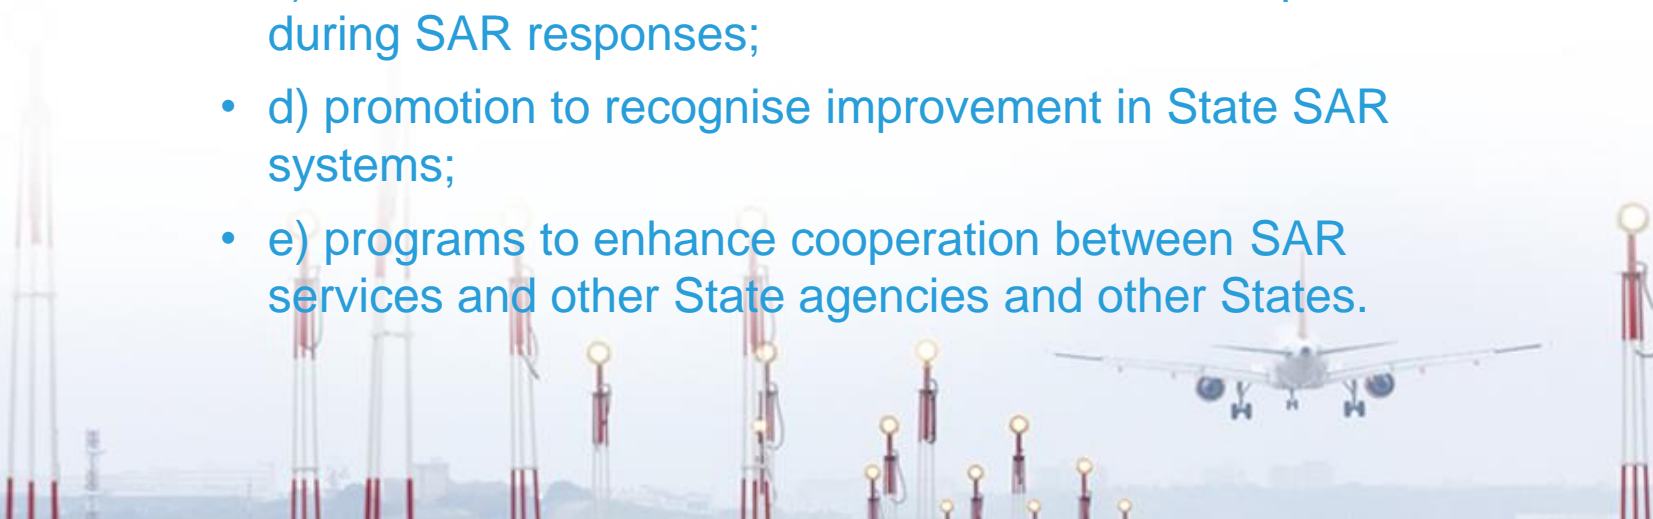 during SAR responses;
• d) promotion to recognise improvement in State SAR
systems;
• e) programs to enhance cooperation between SAR
services and other State agencies and other States.